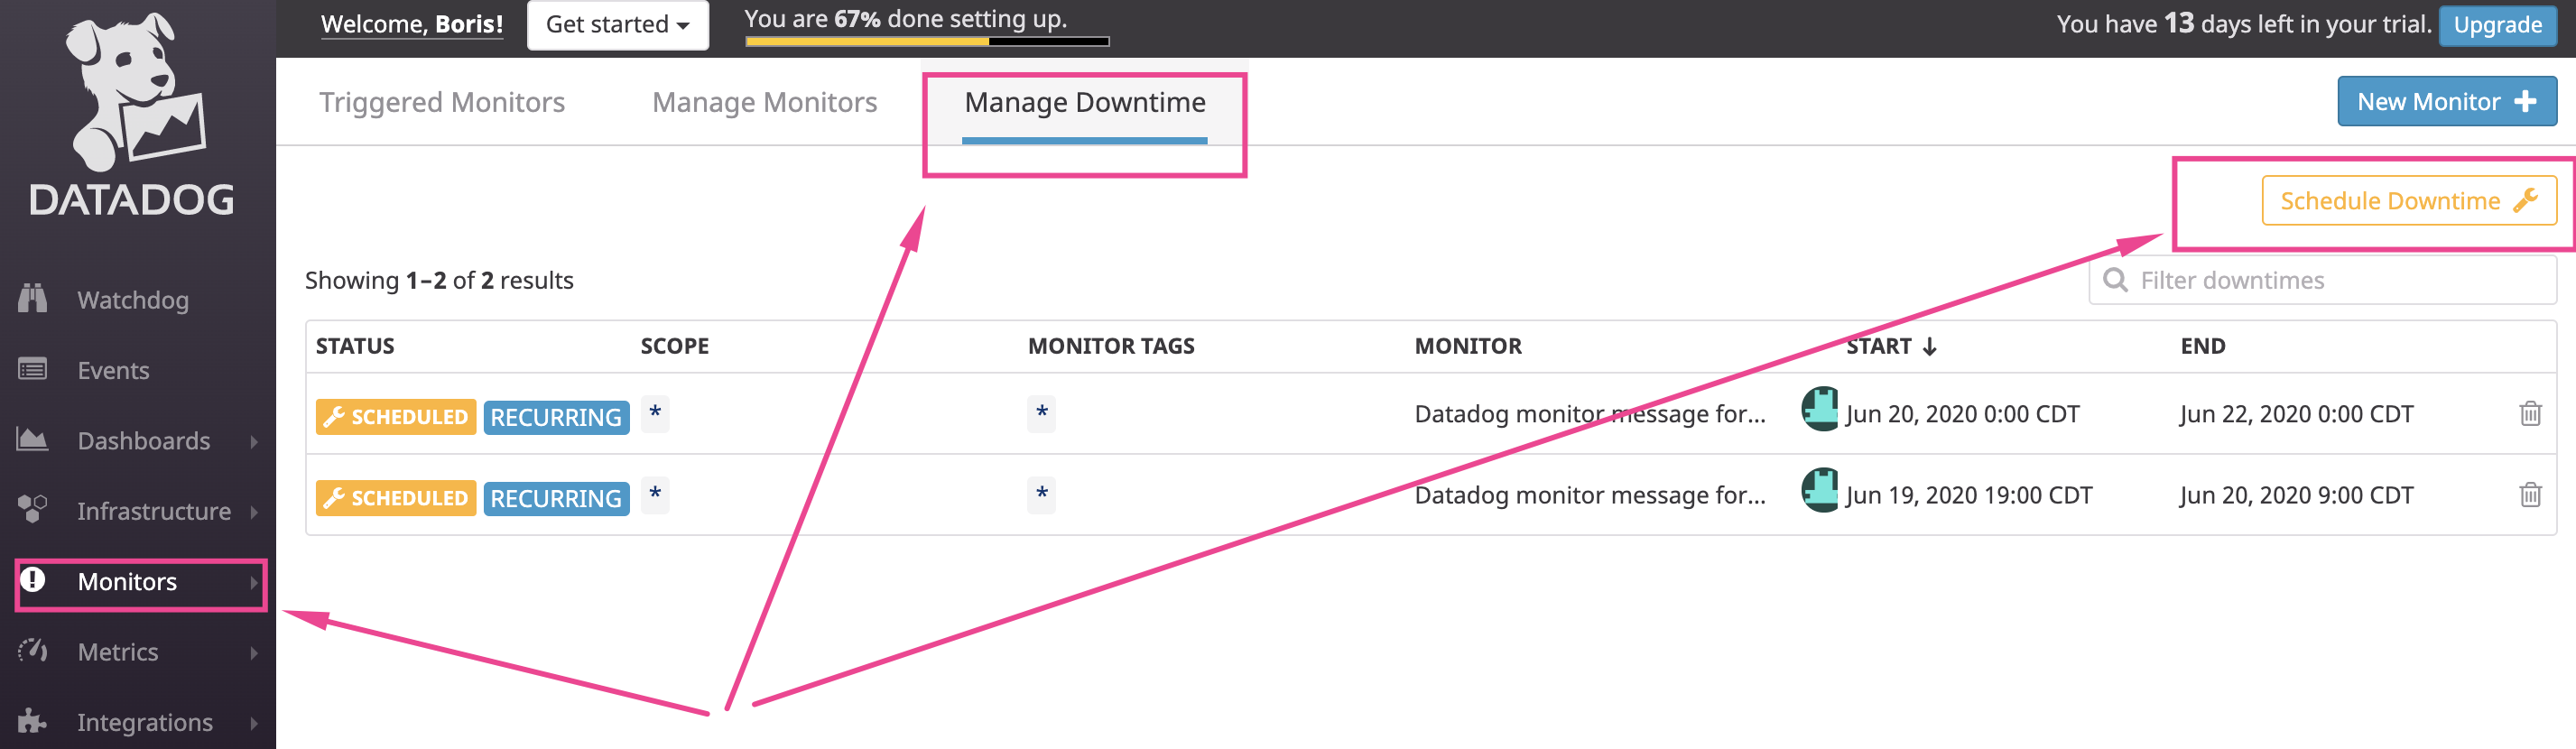 Welcome, Boris!
Get started
You are 67% done setting up.
You have 13 days left in your trial.
Upgrade
DATADOG
Watchdog
Events
Dashboards
Infrastructure
Monitors
Metrics
Integrations
Triggered Monitors
Manage Monitors
Manage Downtime
New Monitor
Schedule Downtime
Showing 1–2 of 2 results
Filter downtimes
STATUS SCOPE MONITOR TAGS MONITOR START ↓ END
SCHEDULED RECURRING * * Datadog monitor message for... Jun 20, 2020 0:00 CDT Jun 22, 2020 0:00 CDT
SCHEDULED RECURRING * * Datadog monitor message for... Jun 19, 2020 19:00 CDT Jun 20, 2020 9:00 CDT